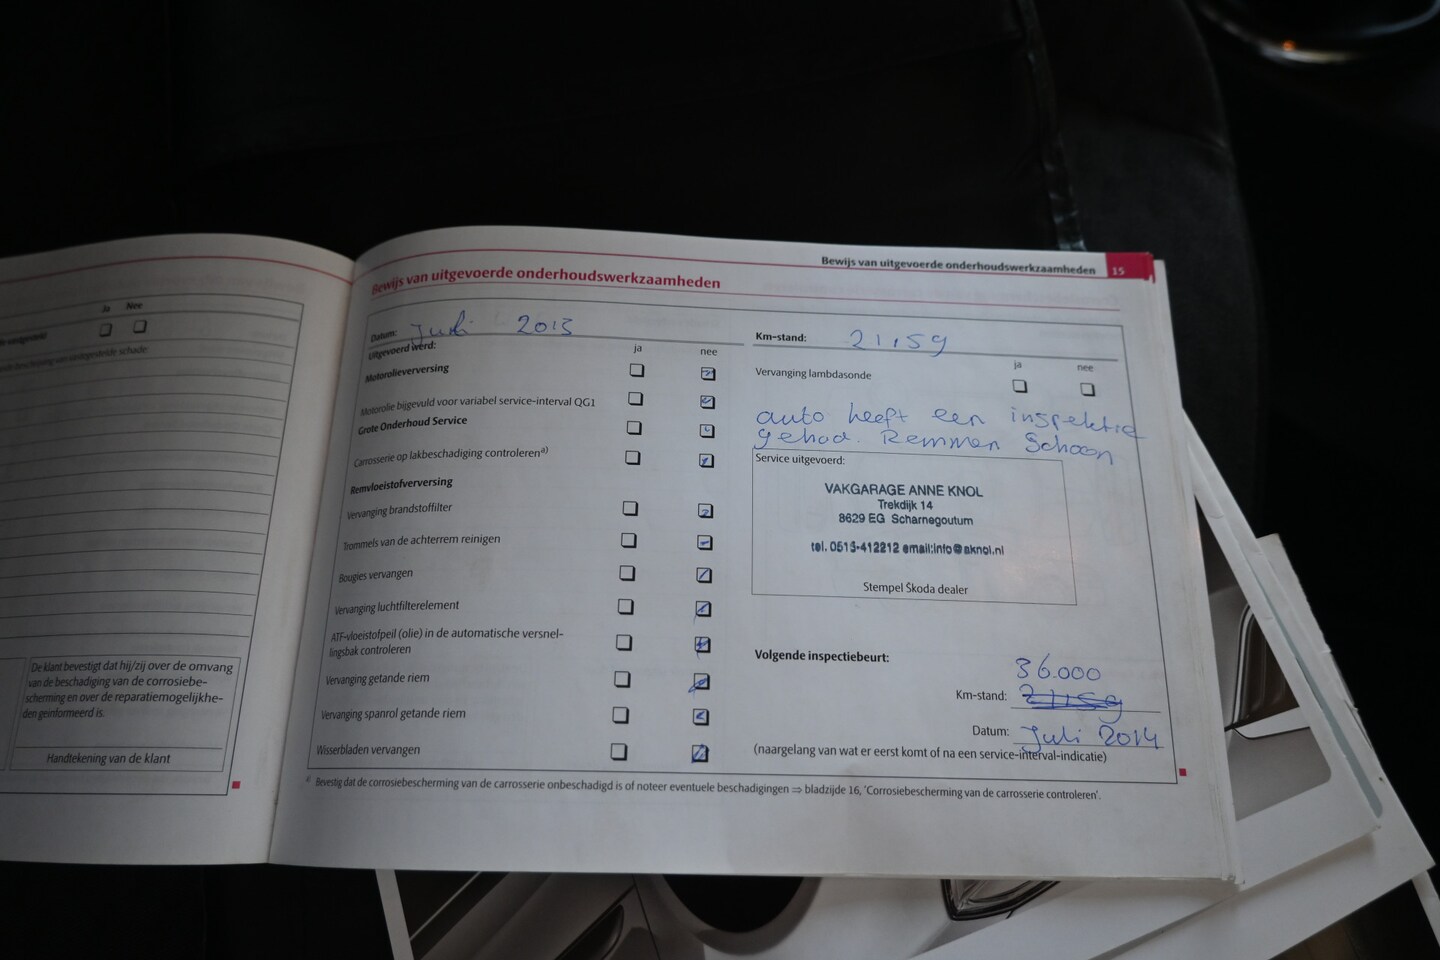 Ja Nee
De klant bevestigt dat hij/zij over de omvang
van de beschadiging van de corrosiebe-
scherming en over de reparatiemogelijkhe-
den geïnformeerd is.
Handtekening van de klant
Bewijs van uitgevoerde onderhoudswerkzaamheden 15
Bewijs van uitgevoerde onderhoudswerkzaamheden
Datum: Juli 2013
Uitgevoerd werd:
ja nee
Motorolieverversing
Motorolie bijgevuld voor variabel service-interval QG1
Grote Onderhoud Service
Carrosserie op lakbeschadiging controleren a)
Remvloeistofverversing
Vervanging brandstoffilter
Trommels van de achterrem reinigen
Bougies vervangen
Vervanging luchtfilterelement
ATF-vloeistofpeil (olie) in de automatische versnel-
lingsbak controleren
Vervanging getande riem
Vervanging spanrol getande riem
Wisserbladen vervangen
Km-stand: 21,59
ja nee
Vervanging lambdasonde
auto heeft een inspektie
gehad. Remmen Schoon
Service uitgevoerd:
VAKGARAGE ANNE KNOL
Trekdijk 14
8629 EG Scharnegoutum
tel. 0515-412212 email:info@aknol.nl
Stempel Škoda dealer
Volgende inspectiebeurt:
36.000
Km-stand: 21,59
Datum: Juli 2014
(naargelang van wat er eerst komt of na een service-interval-indicatie)
a) Bevestig dat de corrosiebescherming van de carrosserie onbeschadigd is of noteer eventuele beschadigingen ⇒ bladzijde 16, 'Corrosiebescherming van de carrosserie controleren'.